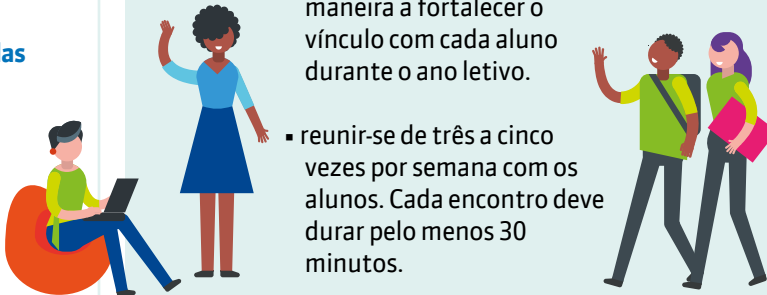 maneira a fortalecer o
vínculo com cada aluno
durante o ano letivo.
▪ reunir-se de três a cinco
vezes por semana com os
alunos. Cada encontro deve
durar pelo menos 30
minutos.